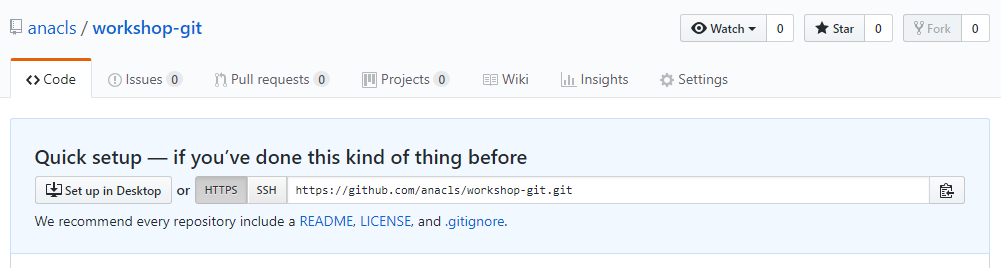 anacls / workshop-git
Watch 0 Star 0 Fork 0
Code Issues 0 Pull requests 0 Projects 0 Wiki Insights Settings
Quick setup — if you’ve done this kind of thing before
Set up in Desktop or HTTPS SSH https://github.com/anacls/workshop-git.git
We recommend every repository include a README, LICENSE, and .gitignore.